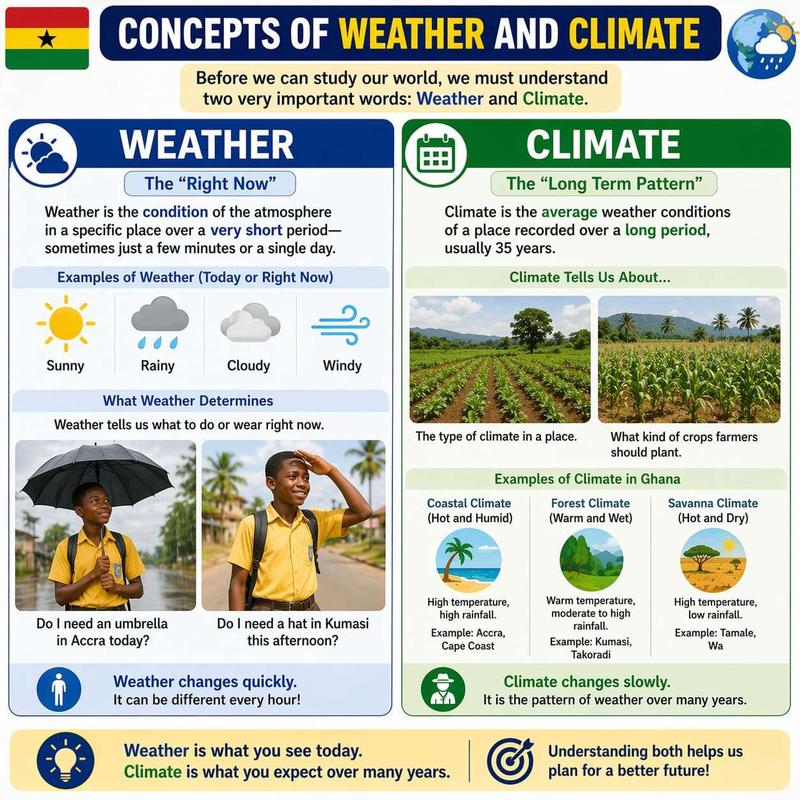 CONCEPTS OF WEATHER AND CLIMATE
Before we can study our world, we must understand
two very important words: Weather and Climate.
WEATHER
The “Right Now”
Weather is the condition of the atmosphere
in a specific place over a very short period—
sometimes just a few minutes or a single day.
Examples of Weather (Today or Right Now)
Sunny
Rainy
Cloudy
Windy
What Weather Determines
Weather tells us what to do or wear right now.
Do I need an umbrella
in Accra today?
Do I need a hat in Kumasi
this afternoon?
Weather changes quickly.
It can be different every hour!
CLIMATE
The “Long Term Pattern”
Climate is the average weather conditions
of a place recorded over a long period,
usually 35 years.
Climate Tells Us About...
The type of climate in a place.
What kind of crops farmers
should plant.
Examples of Climate in Ghana
Coastal Climate
(Hot and Humid)
High temperature,
high rainfall.
Example: Accra,
Cape Coast
Forest Climate
(Warm and Wet)
Warm temperature,
moderate to high
rainfall.
Example: Kumasi,
Takoradi
Savanna Climate
(Hot and Dry)
High temperature,
low rainfall.
Example: Tamale,
Wa
Climate changes slowly.
It is the pattern of weather over many years.
Weather is what you see today.
Climate is what you expect over many years.
Understanding both helps us
plan for a better future!